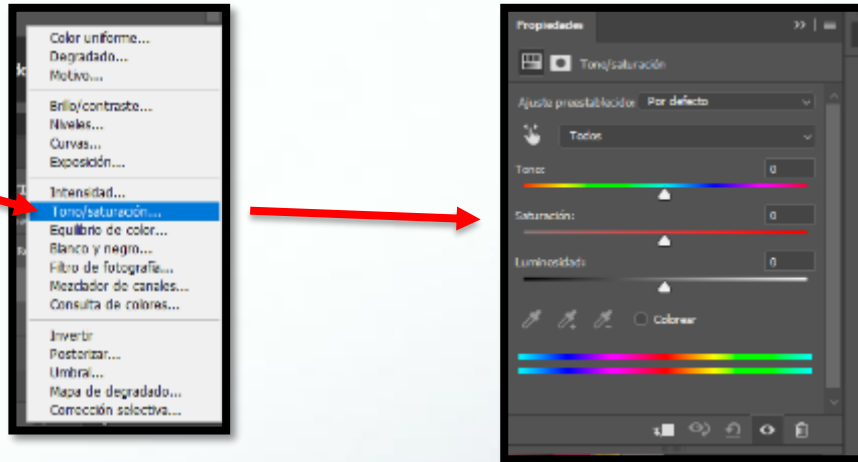 Color uniforme...
Degradado...
Motivo...
Brillo/contraste...
Niveles...
Curvas...
Exposición...
Intensidad...
Tono/saturación...
Equilibrio de color...
Blanco y negro...
Filtro de fotografía...
Mezclador de canales...
Consulta de colores...
Invertir
Posterizar...
Umbral...
Mapa de degradado...
Corrección selectiva...
Propiedades
Tono/saturación
Ajuste preestablecido: Por defecto
Todos
Tono: 0
Saturación: 0
Luminosidad: 0
Colorear